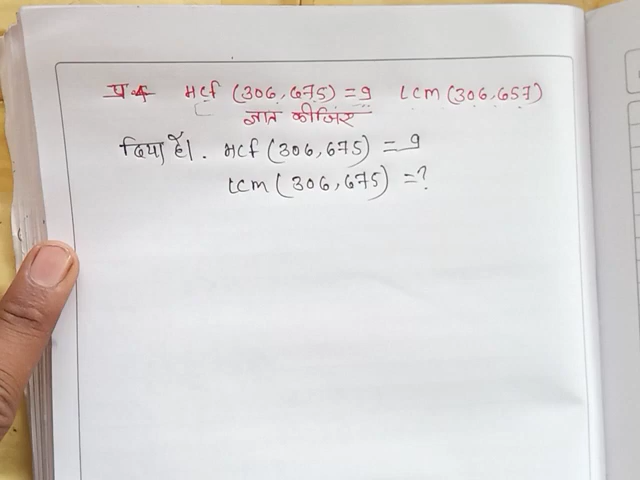 प्र 4 HCF (306,675) = 9 LCM (306,657)
ज्ञात कीजिए
दिया है। . HCF (306,675) = 9
LCM (306,675) = ?